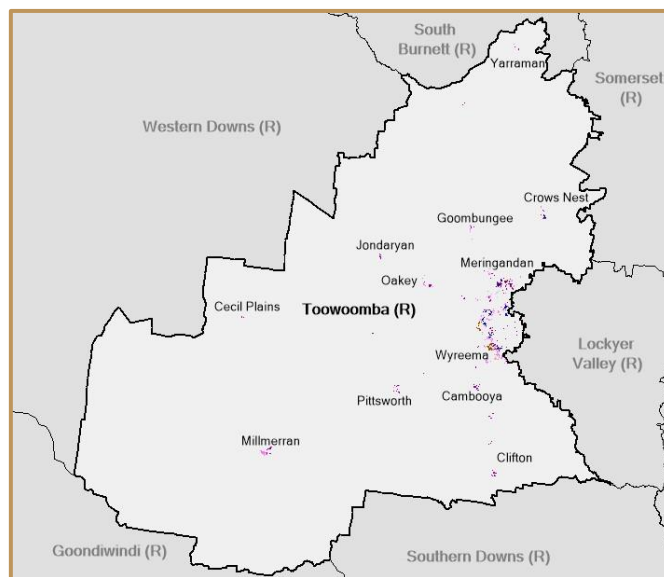 South
Burnett (R)
Yarraman
Somerset
(R)
Western Downs (R)
Crows Nest
Goombungee
Jondaryan
Meringandan
Oakey
Cecil Plains
Toowoomba (R)
Lockyer
Valley (R)
Wyreema
Pittsworth
Cambooya
Millmerran
Clifton
Goondiwindi (R)
Southern Downs (R)